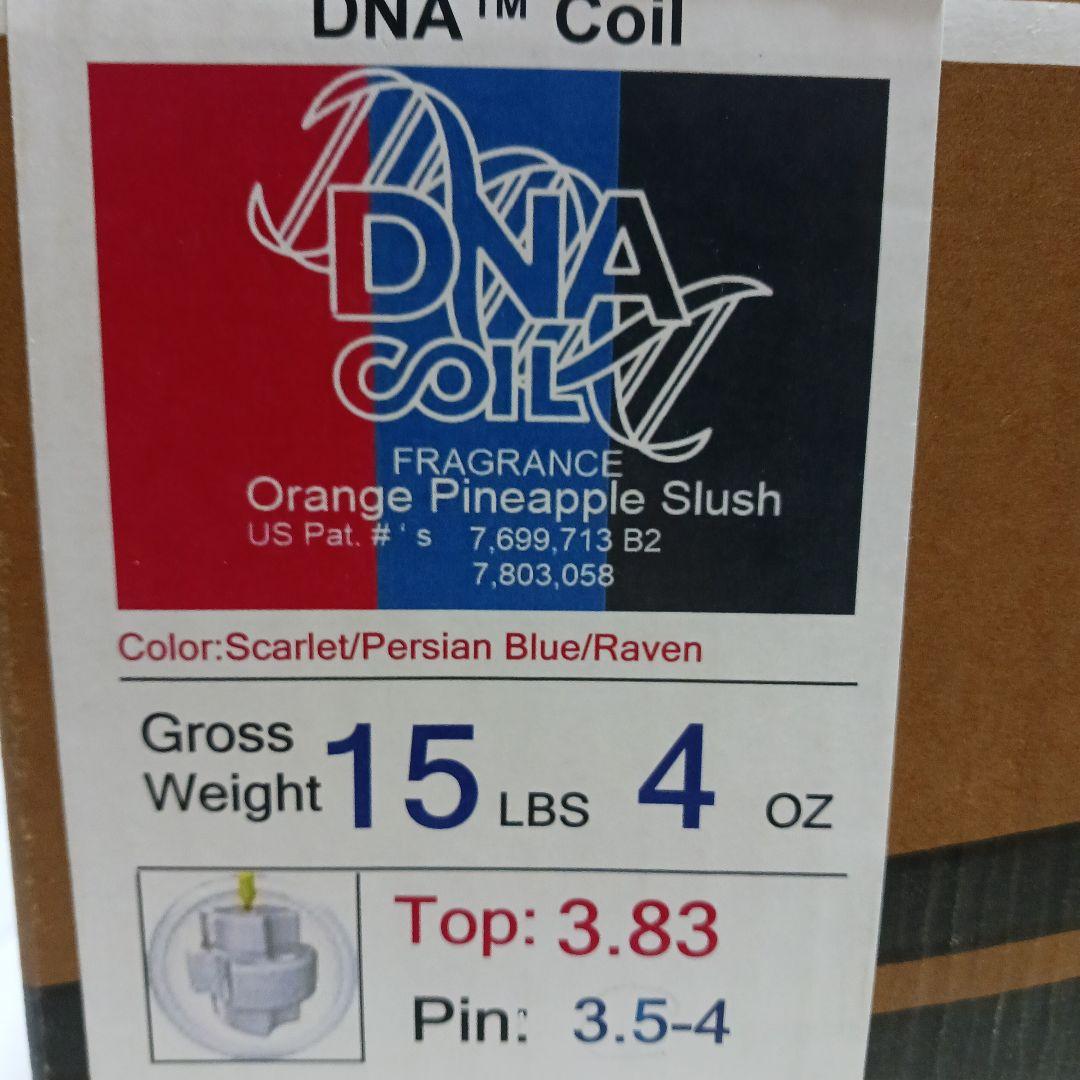 DNA™ Coil
DNA
COIL
FRAGRANCE
Orange Pineapple Slush
US Pat. #'s 7,699,713 B2
7,803,058
Color:Scarlet/Persian Blue/Raven
Gross
Weight 15 LBS 4 OZ
Top: 3.83
Pin: 3.5-4